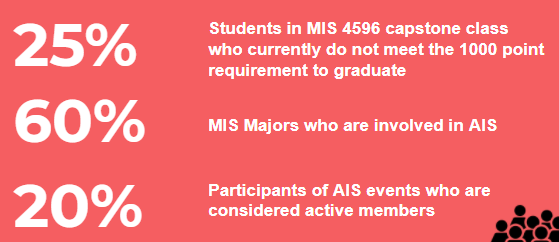 25%
Students in MIS 4596 capstone class
who currently do not meet the 1000 point
requirement to graduate
60%
MIS Majors who are involved in AIS
20%
Participants of AIS events who are
considered active members